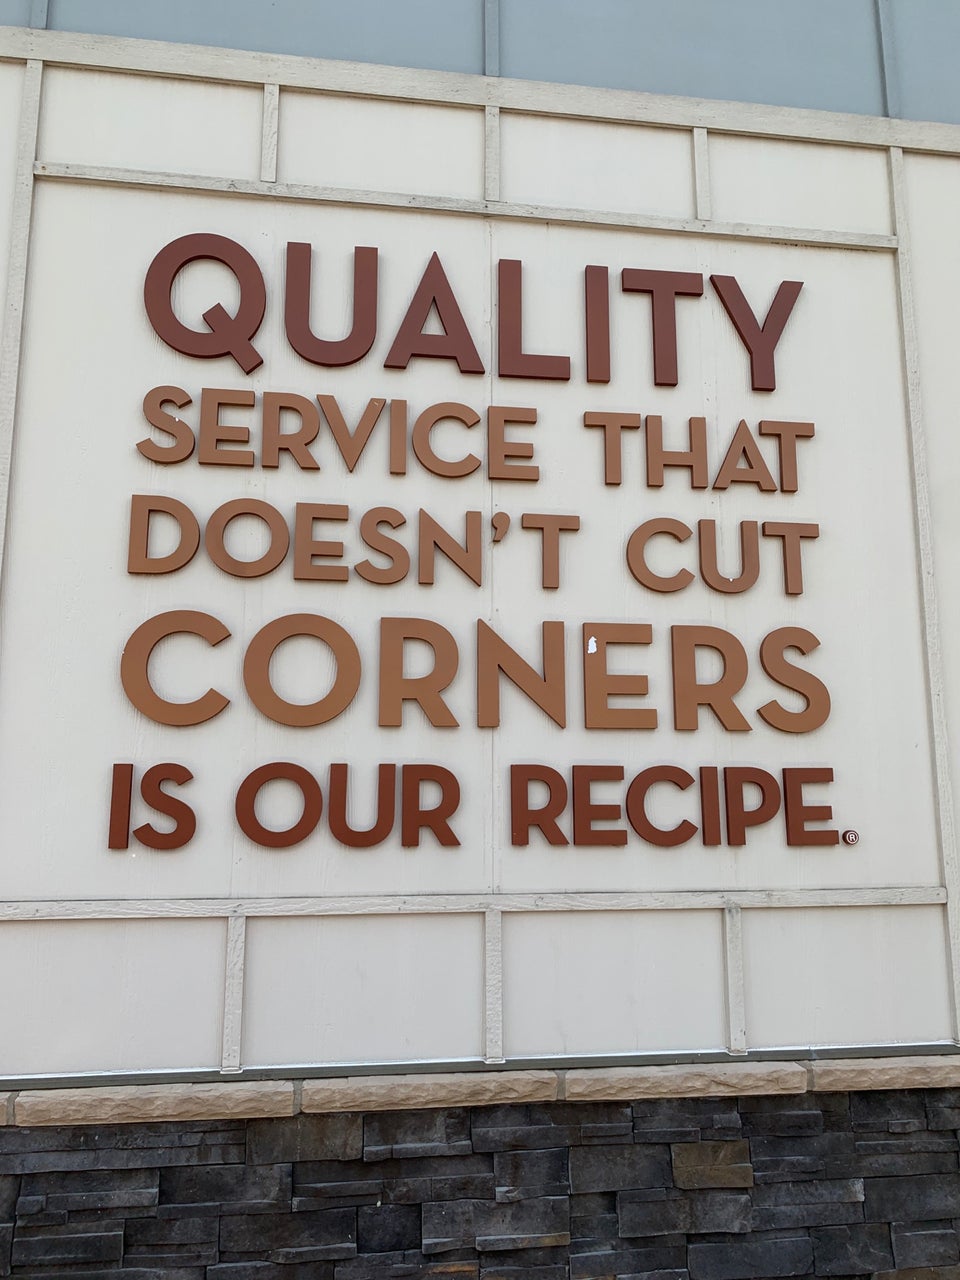 QUALITY
SERVICE THAT
DOESN'T CUT
CORNERS
IS OUR RECIPE.®